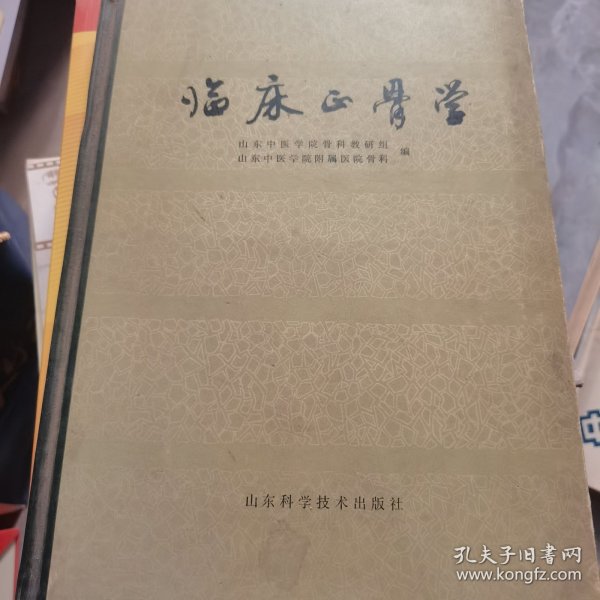 临床正骨学
山东中医学院骨科教研组
山东中医学院附属医院骨科
编
山东科学技术出版社
中
孔夫子旧书网
www.kongfz.com